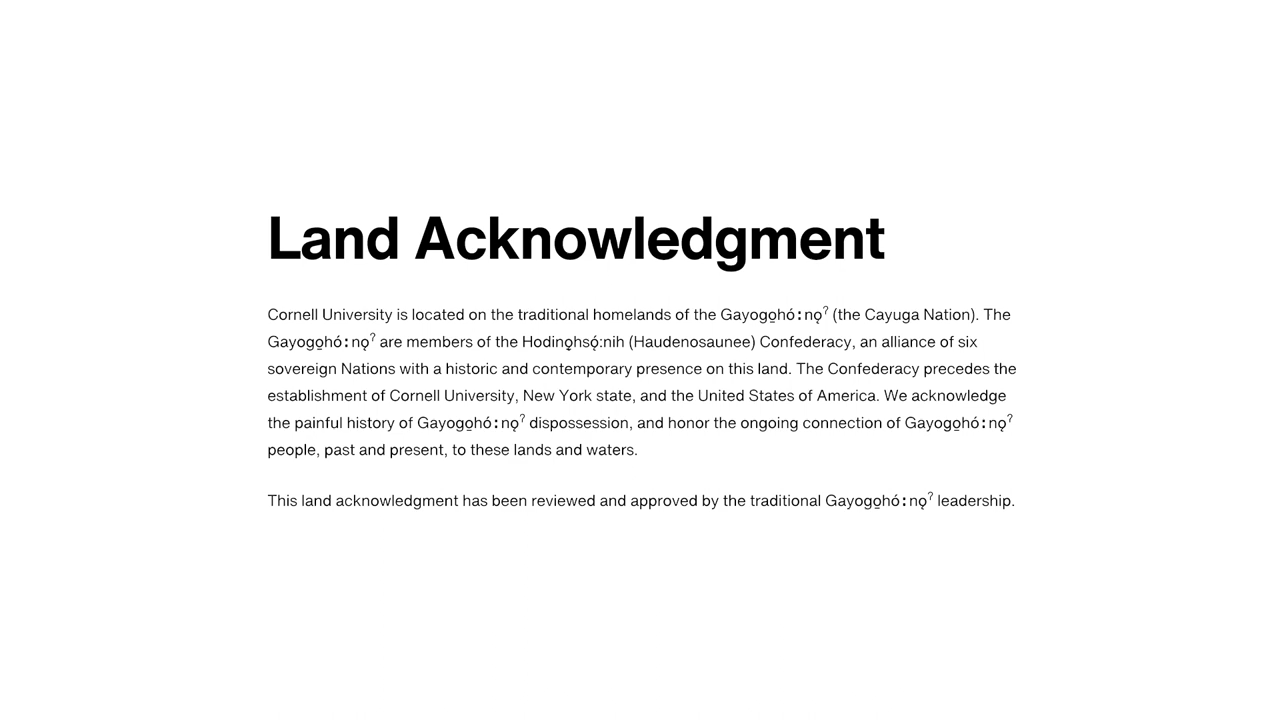 Land Acknowledgment
Cornell University is located on the traditional homelands of the Gayogo̱hó꞉nǫˀ (the Cayuga Nation). The
Gayogo̱hó꞉nǫˀ are members of the Hodinǫ̱hsǫ́:nih (Haudenosaunee) Confederacy, an alliance of six
sovereign Nations with a historic and contemporary presence on this land. The Confederacy precedes the
establishment of Cornell University, New York state, and the United States of America. We acknowledge
the painful history of Gayogo̱hó꞉nǫˀ dispossession, and honor the ongoing connection of Gayogo̱hó꞉nǫˀ
people, past and present, to these lands and waters.
This land acknowledgment has been reviewed and approved by the traditional Gayogo̱hó꞉nǫˀ leadership.